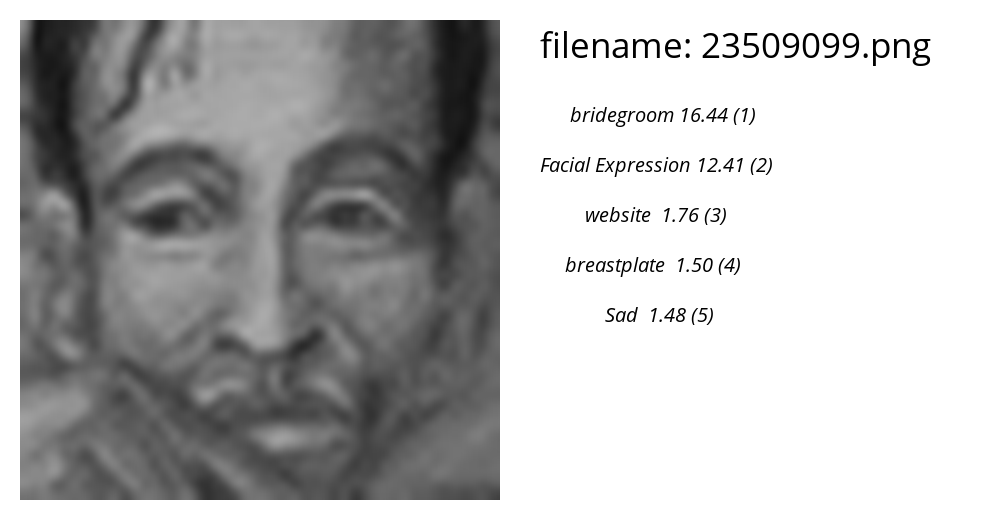 filename: 23509099.png
bridegroom 16.44 (1)
Facial Expression 12.41 (2)
website 1.76 (3)
breastplate 1.50 (4)
Sad 1.48 (5)